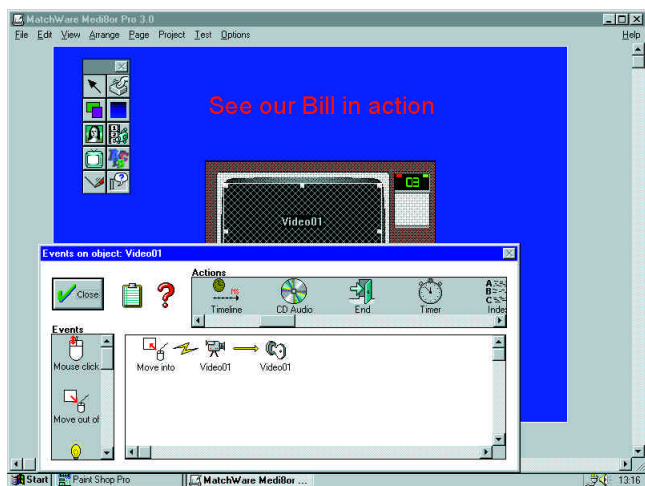 MatchWare Medi8or Pro 3.0
File Edit View Arrange Page Project Test Options Help
See our Bill in action
03
Video01
Events on object: Video01
Close
Actions
Timeline CD Audio End Timer Inde
Events
Mouse click
Move out of
Move into Video01 Video01
Start Paint Shop Pro MatchWare Medi8or ... 13:16